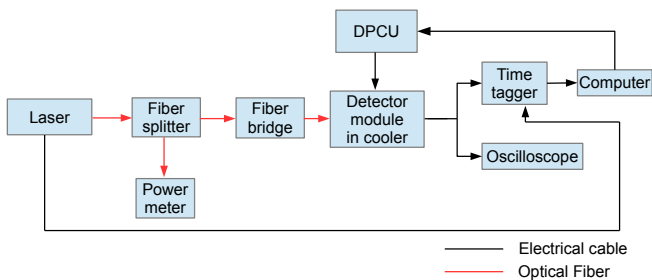 DPCU
Laser
Fiber
splitter
Fiber
bridge
Detector
module
in cooler
Time
tagger
Computer
Power
meter
Oscilloscope
Electrical cable
Optical Fiber